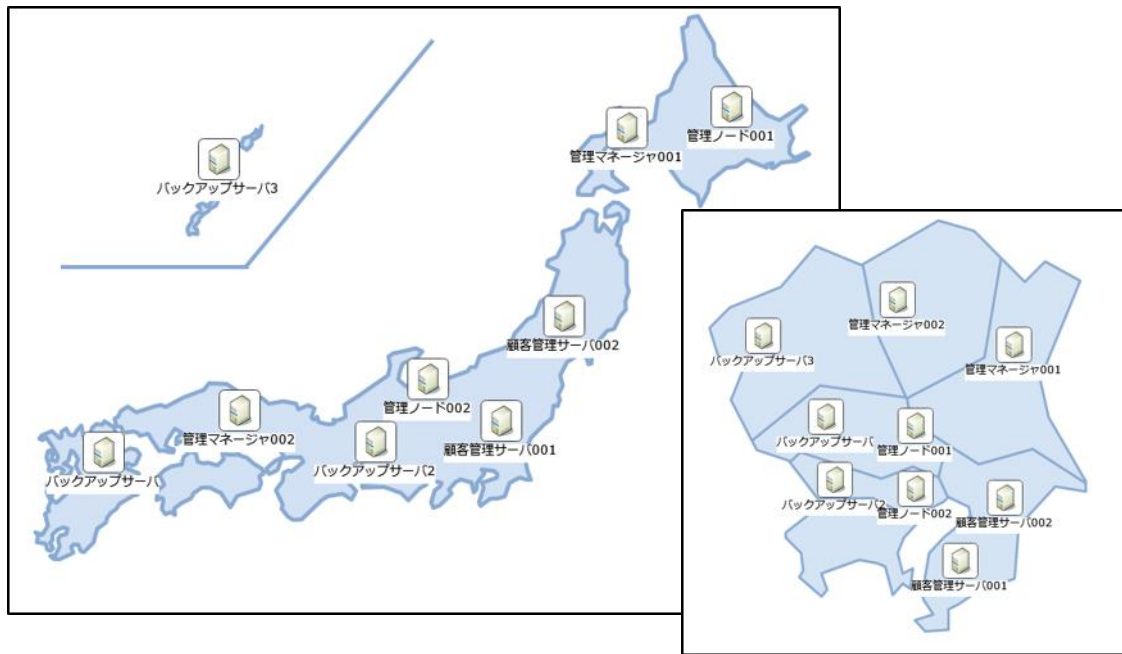 管理ノード001
管理マネージャ001
バックアップサーバ3
顧客管理サーバ002
管理ノード002
管理マネージャ002
顧客管理サーバ001
バックアップサーバ2
バックアップサーバ
管理マネージャ002
バックアップサーバ3
管理マネージャ001
バックアップサーバ
管理ノード001
バックアップサーバ2
管理ノード002
顧客管理サーバ002
顧客管理サーバ001